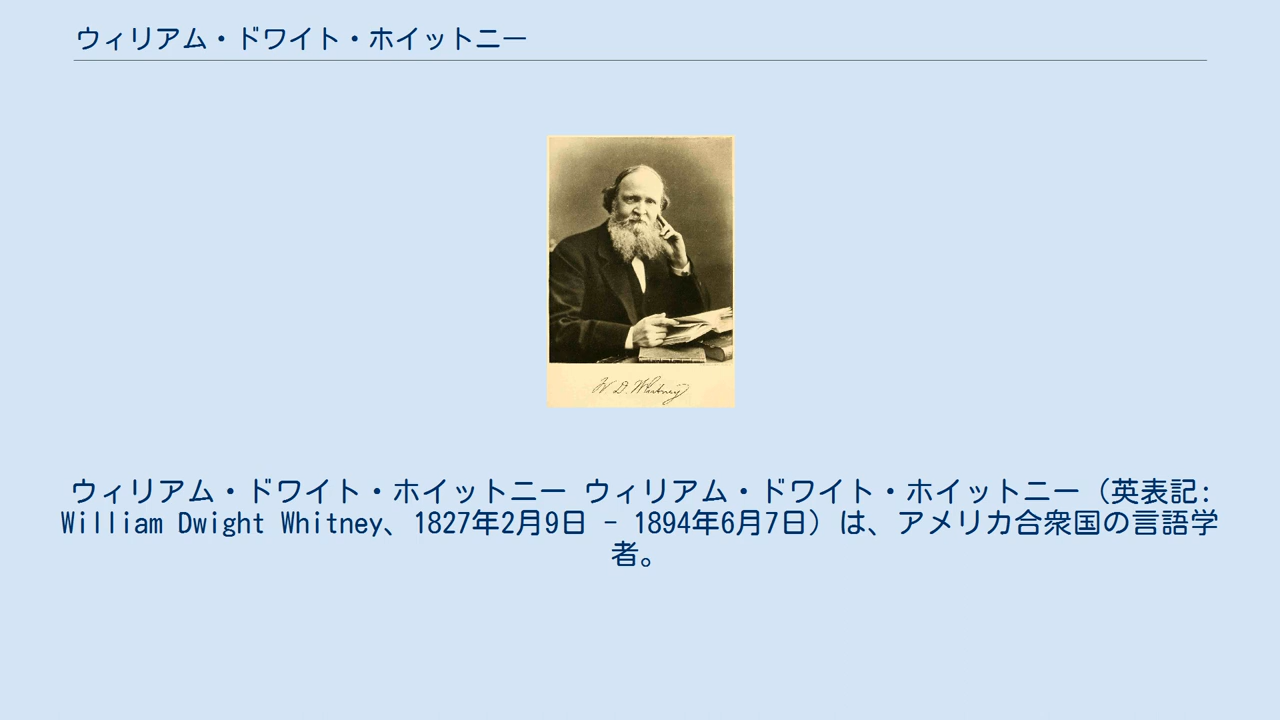 ウィリアム・ドワイト・ホイットニー
W. D. Whitney
ウィリアム・ドワイト・ホイットニー ウィリアム・ドワイト・ホイットニー（英表記:
William Dwight Whitney、1827年2月9日 - 1894年6月7日）は、アメリカ合衆国の言語学
者。